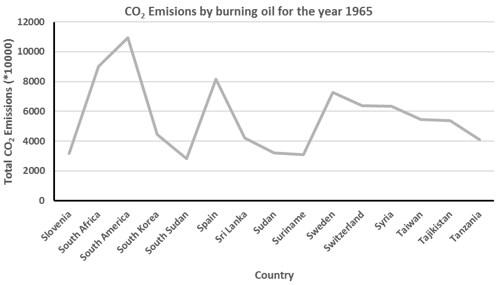 CO2 Emisions by burning oil for the year 1965
Total CO2 Emissions (*10000)
12000
10000
8000
6000
4000
2000
0
Slovenia
South Africa
South America
South Korea
South Sudan
Spain
Sri Lanka
Sudan
Suriname
Sweden
Switzerland
Syria
Taiwan
Tajikistan
Tanzania
Country